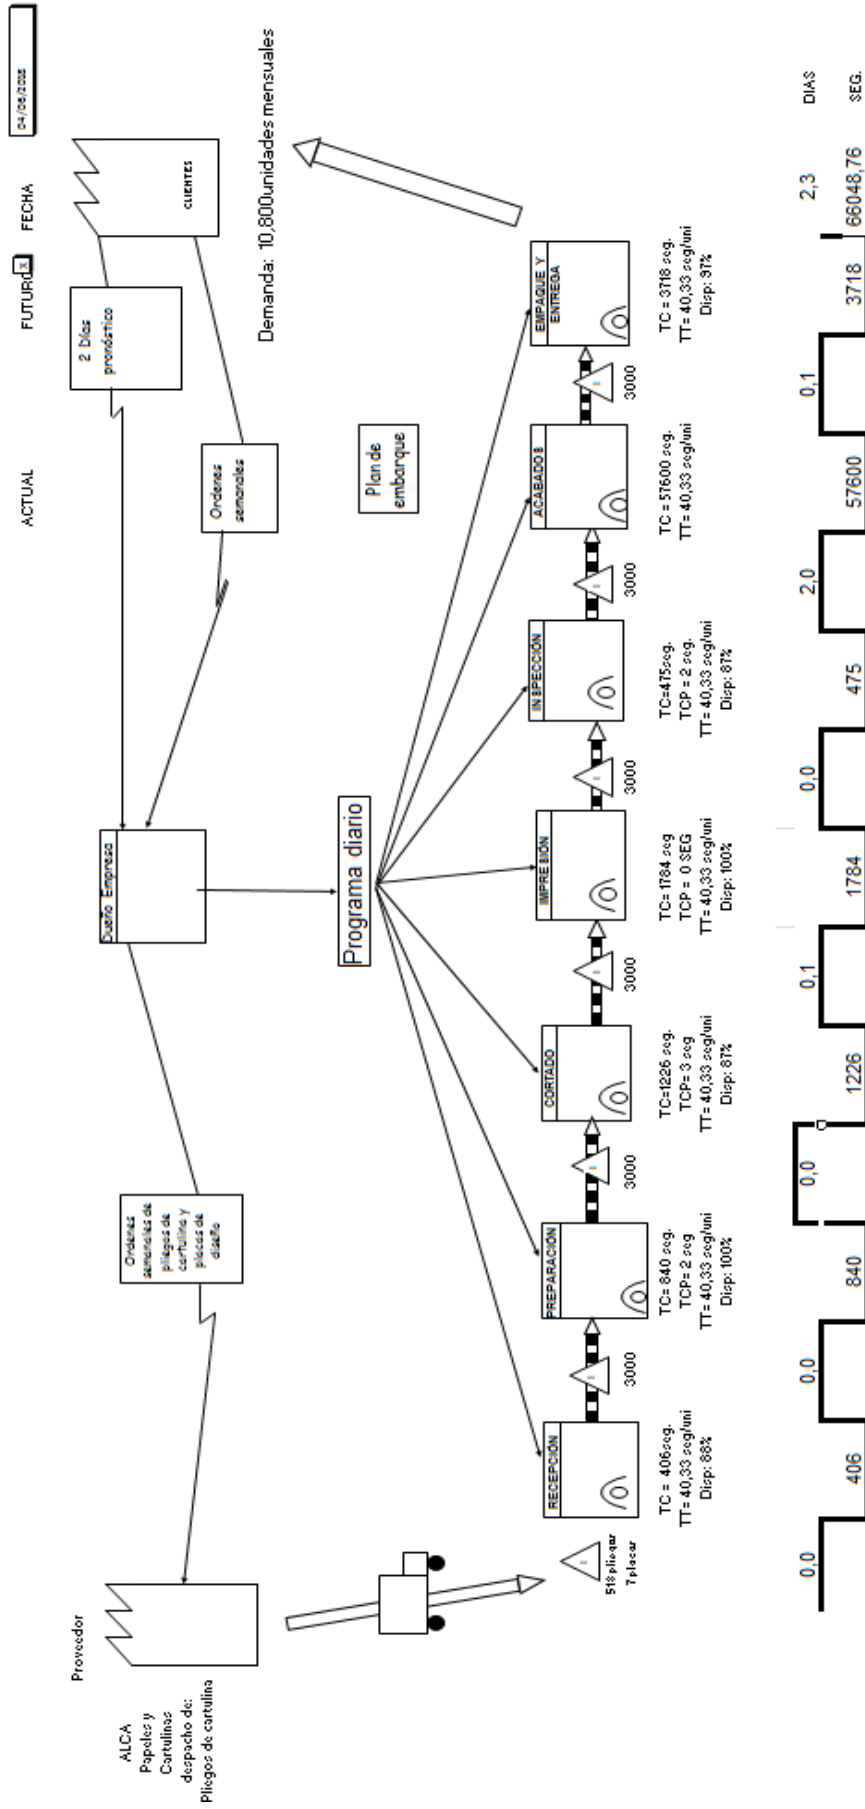 ACTUAL
FUTURO
X
FECHA
04/06/2015
Proveedor
ALCA
Papeles y
Cartulinas
despacho de:
Pliegos de cartulina
Ordenes
semanales de
pliegos de
cartulina y
placas de
diseño
Dueño Empresa
2 Días
pronóstico
Ordenes
semanales
CLIENTES
Demanda: 10,800unidades mensuales
Programa diario
Plan de
embarque
518 pliegos
7 placas
RECEPCIÓN
TC = 406seg.
TT= 40,33 seg/uni
Disp: 88%
3000
PREPARACIÓN
TC= 840 seg.
TCP=2 seg
TT= 40,33 seg/uni
Disp: 100%
3000
CORTADO
TC=1226 seg.
TCP= 3 seg
TT= 40,33 seg/uni
Disp: 87%
3000
IMPRESIÓN
TC=1784 seg
TCP = 0 SEG
TT= 40,33 seg/uni
Disp: 100%
3000
INSPECCIÓN
TC=475seg.
TCP = 2 seg
TT= 40,33 seg/uni
Disp: 87%
3000
ACABADOS
TC = 57600 seg.
TT= 40,33 seg/uni
3000
EMPAQUE Y
ENTREGA
TC = 3718 seg.
TT= 40,33 seg/uni
Disp: 97%
0,0 0,0 0,0 0,1 0,0 2,0 0,1 2,3 DIAS
406 840 1226 1784 475 57600 3718 66048,76 SEG.